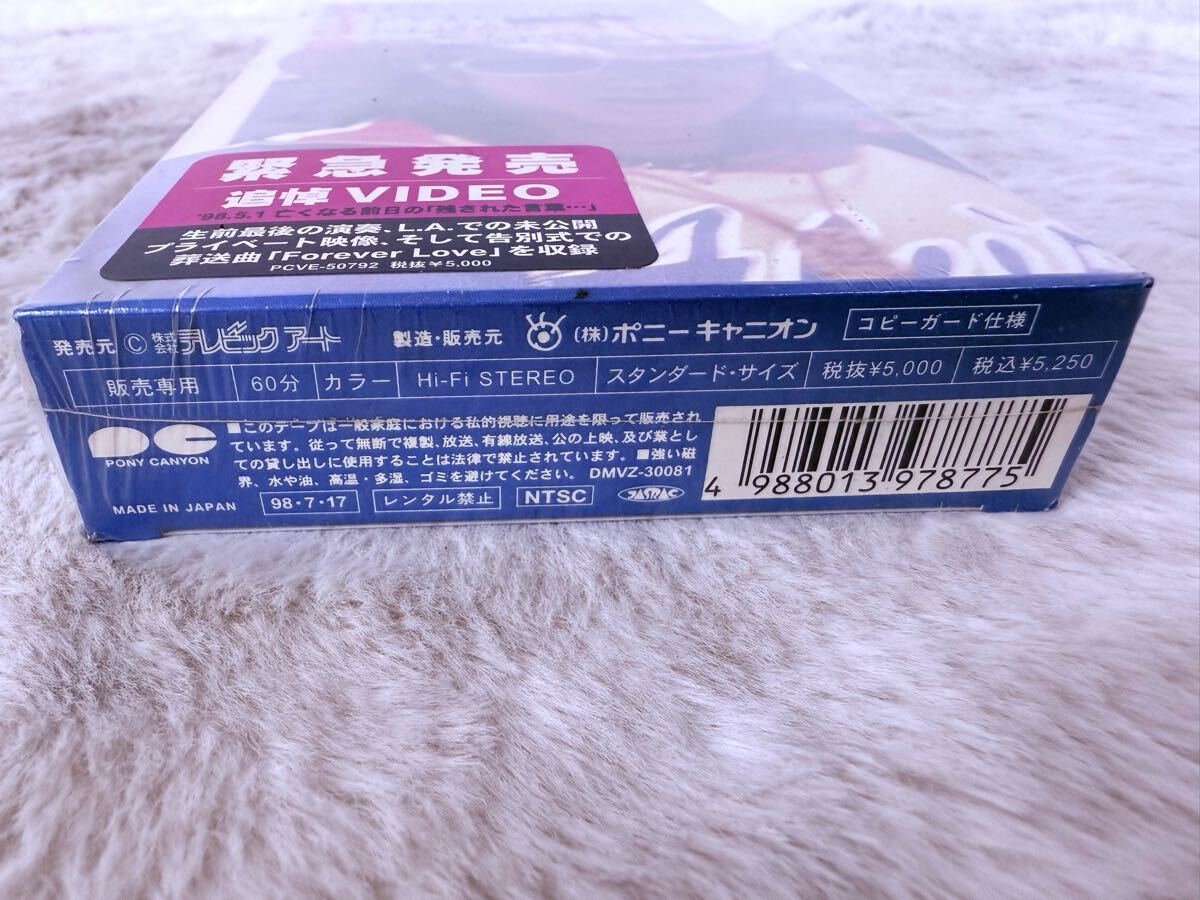 緊急発売
追悼 VIDEO
'98.5.1 亡くなる前日の「残された言葉…」
生前最後の演奏、L.A.での未公開
プライベート映像、そして告別式での
葬送曲「Forever Love」を収録
PCVE-50792 税抜¥5,000
発売元 Ⓒ 株式会社 テレビック アート 製造・販売元 (株)ポニーキャニオン コピーガード仕様
販売専用 60分 カラー Hi-Fi STEREO スタンダード・サイズ 税抜¥5,000 税込¥5,250
PONY CANYON
■このテープは一般家庭における私的視聴に用途を限って販売され
ています。従って無断で複製、放送、有線放送、公の上映、及び業とし
ての貸し出しに使用することは法律で禁止されています。■強い磁
界、水や油、高温・多湿、ゴミを避けてください。 DMVZ-30081
MADE IN JAPAN 98・7・17 レンタル禁止 NTSC JASRAC
4 988013 978775